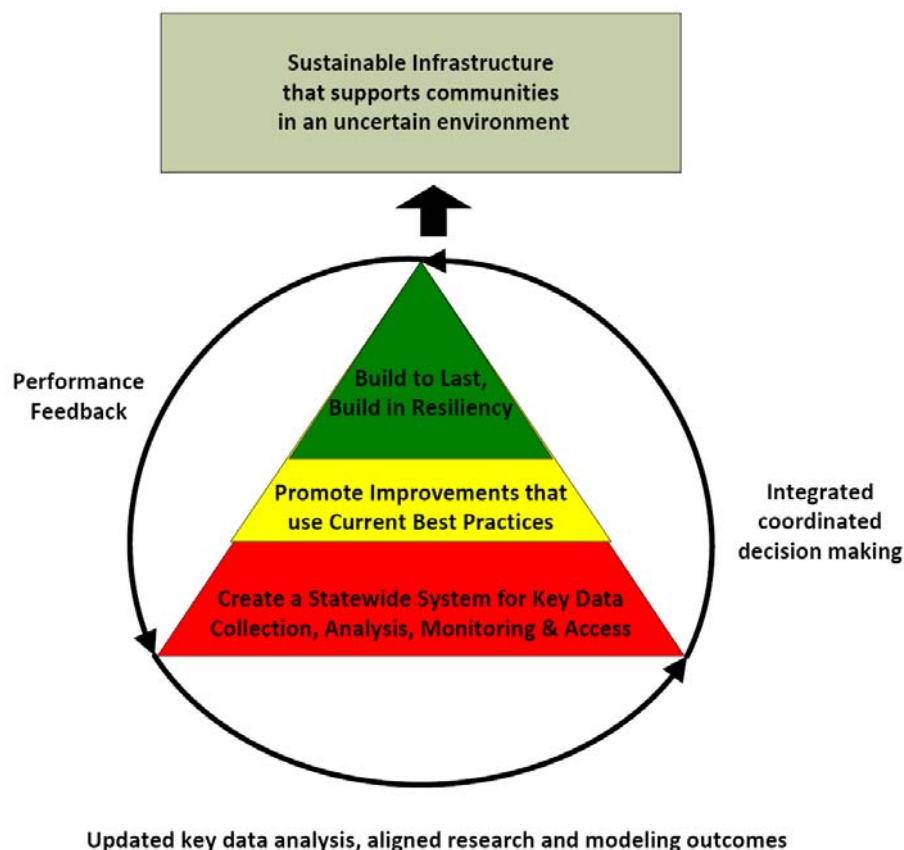 Sustainable Infrastructure
that supports communities
in an uncertain environment
Performance
Feedback
Build to Last,
Build in Resiliency
Promote Improvements that
use Current Best Practices
Integrated
coordinated
decision making
Create a Statewide System for Key Data
Collection, Analysis, Monitoring & Access
Updated key data analysis, aligned research and modeling outcomes